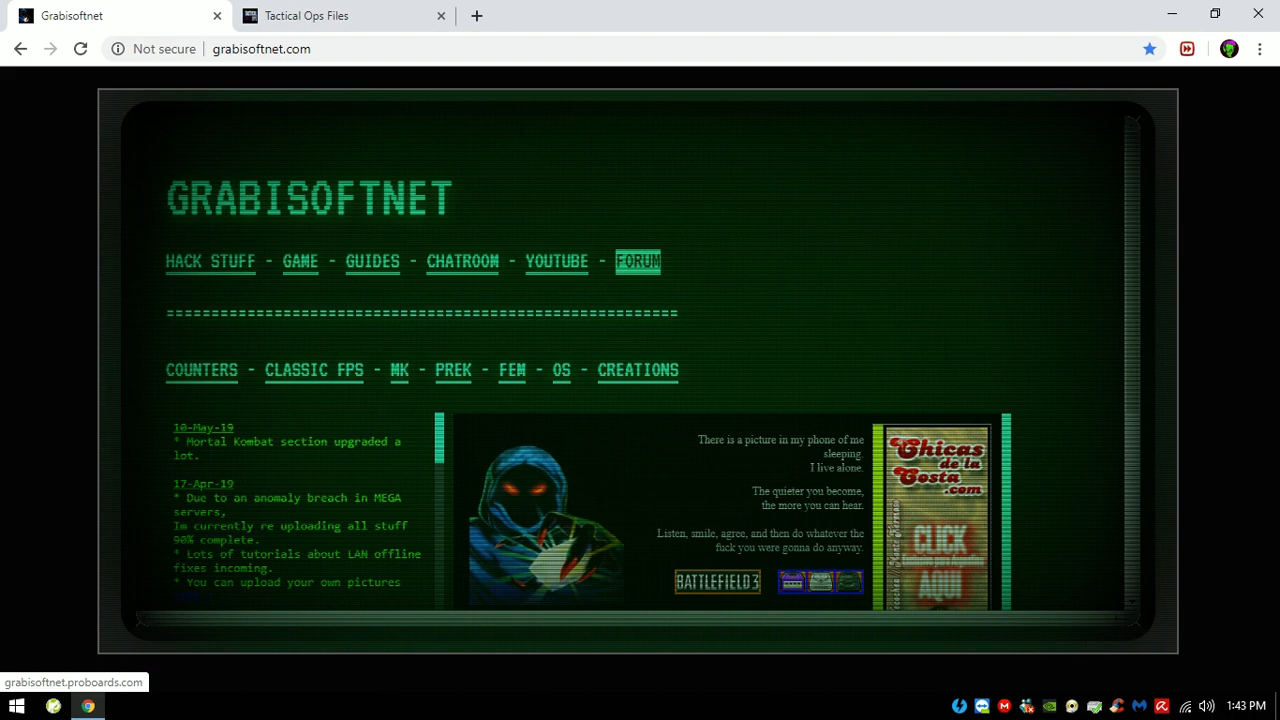 Grabisoftnet
Tactical Ops Files
Not secure
grabisoftnet.com
GRABISOFTNET
HACK STUFF - GAME - GUIDES - CHATROOM - YOUTUBE - FORUM
=========================================================
COUNTERS - CLASSIC FPS - MK - PREK - FEM - OS - CREATIONS
10-May-19
* Mortal Kombat section upgraded a
lot.
17-Apr-19
* Due to an anomaly breach in MEGA
servers,
Im currently re uploading all stuff
90% complete.
* Lots of tutorials about LAN offline
fixes incoming.
* You can upload your own pictures
There is a picture in my phone of me
sleeping.
I live alone.
The quieter you become,
the more you can hear.
Listen, smile, agree, and then do whatever the
fuck you were gonna do anyway.
BATTLEFIELD 3
Chicas
de la
Costa
.com
CLICK
AQUI
grabisoftnet.proboards.com
1:43 PM